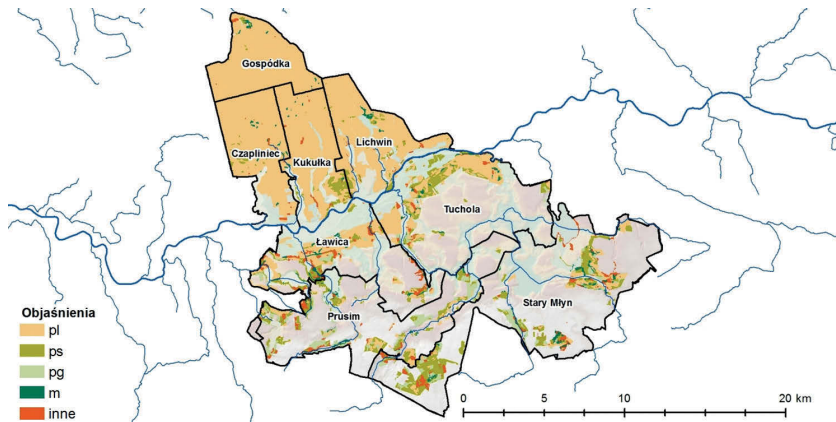 Gospódka
Lichwin
Czapliniec
Kukułka
Tuchola
Ławica
Stary Młyn
Prusim
Objaśnienia
pl
ps
pg
m
inne
0 5 10 20 km